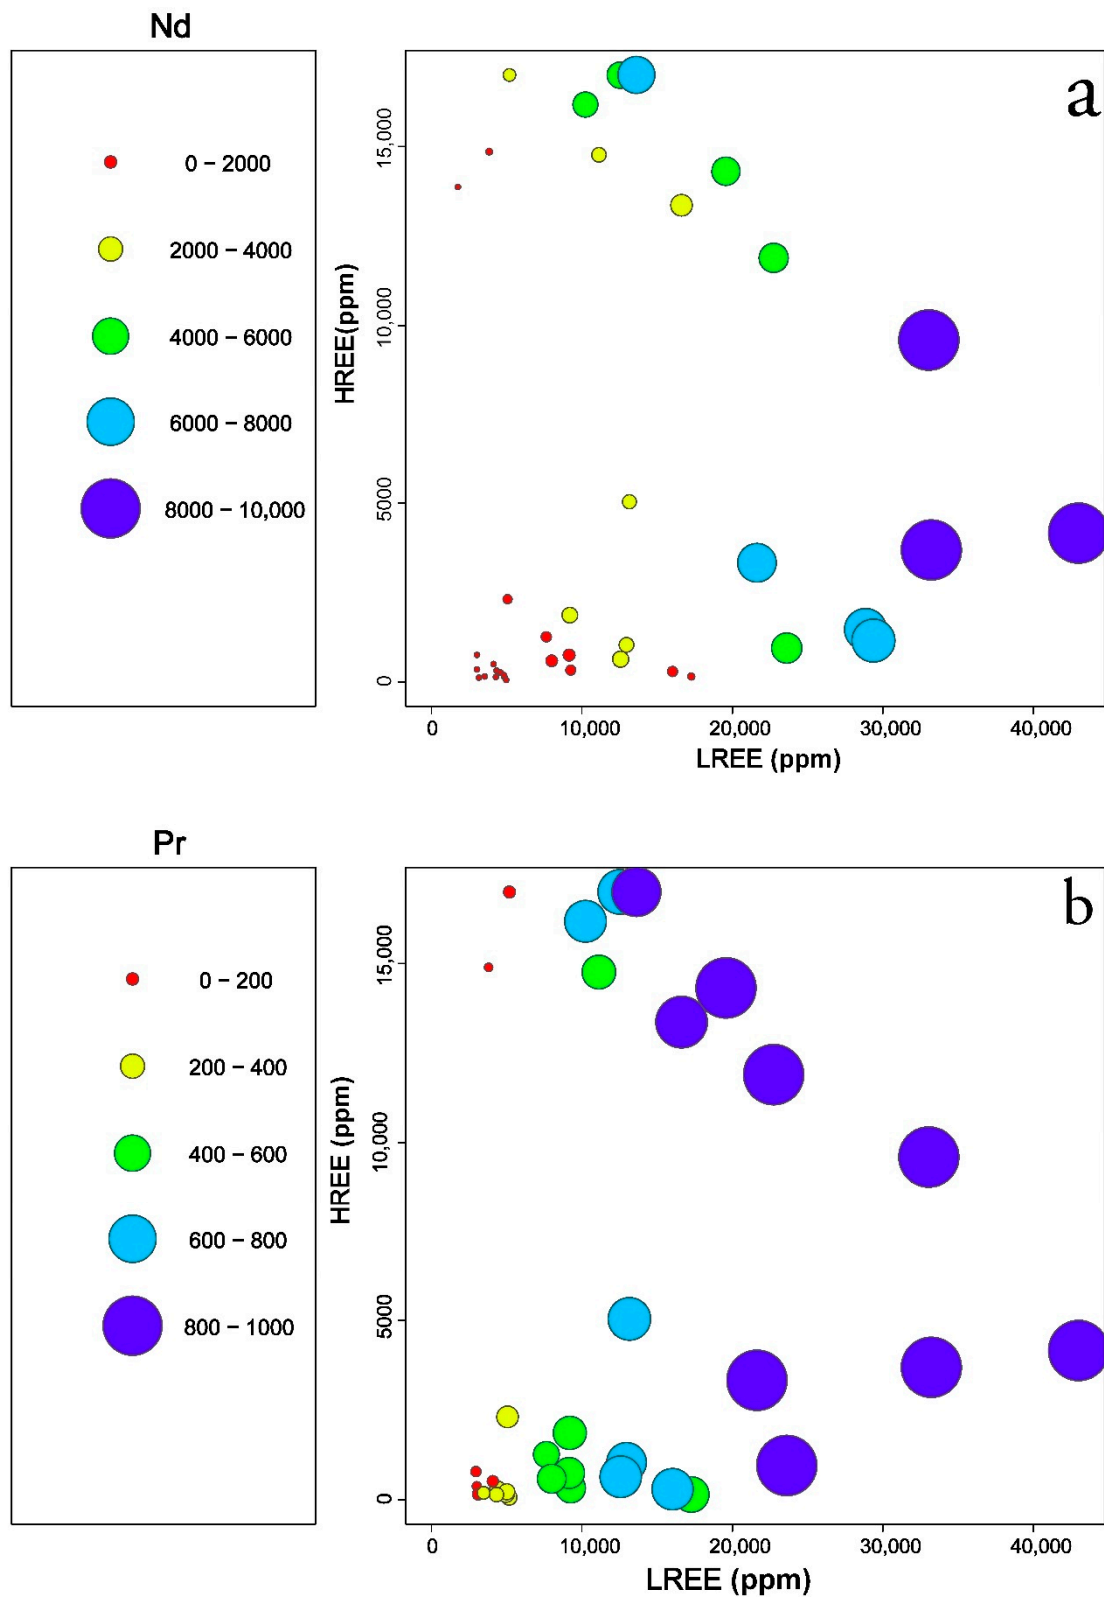 Nd
0 – 2000
2000 – 4000
4000 – 6000
6000 – 8000
8000 – 10,000
a
HREE(ppm)
15,000
10,000
5000
0
0 10,000 20,000 30,000 40,000
LREE (ppm)
Pr
0 – 200
200 – 400
400 – 600
600 – 800
800 – 1000
b
HREE (ppm)
15,000
10,000
5000
0
0 10,000 20,000 30,000 40,000
LREE (ppm)